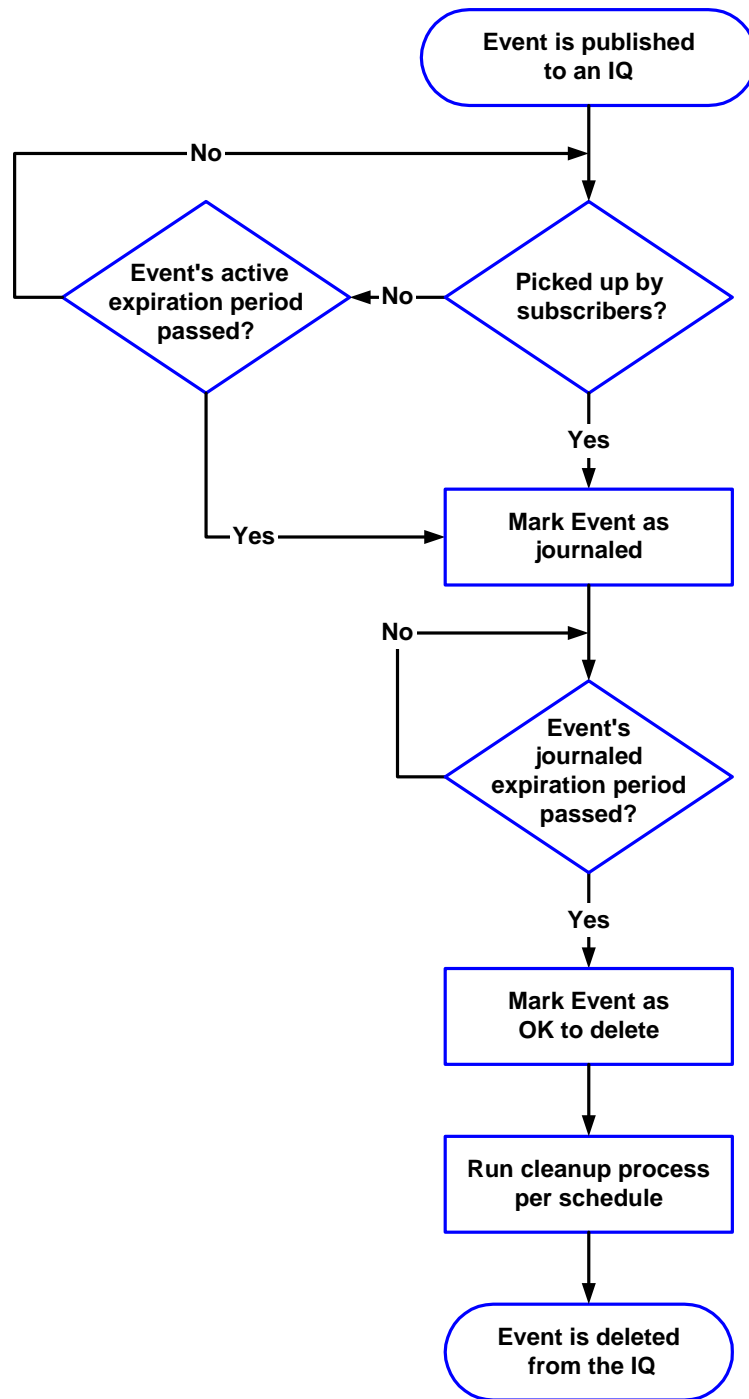 Event is published
to an IQ
No
Event's active
expiration period
passed?
No
Picked up by
subscribers?
Yes
Yes
Mark Event as
journaled
No
Event's
journaled
expiration period
passed?
Yes
Mark Event as
OK to delete
Run cleanup process
per schedule
Event is deleted
from the IQ